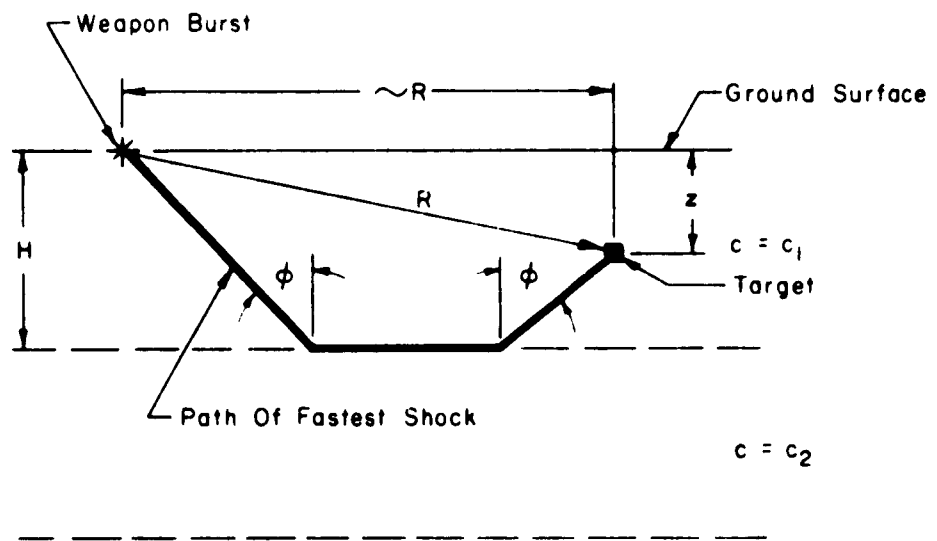 Weapon Burst
~R
Ground Surface
H
R
z
c = c₁
ϕ
ϕ
Target
Path Of Fastest Shock
c = c₂